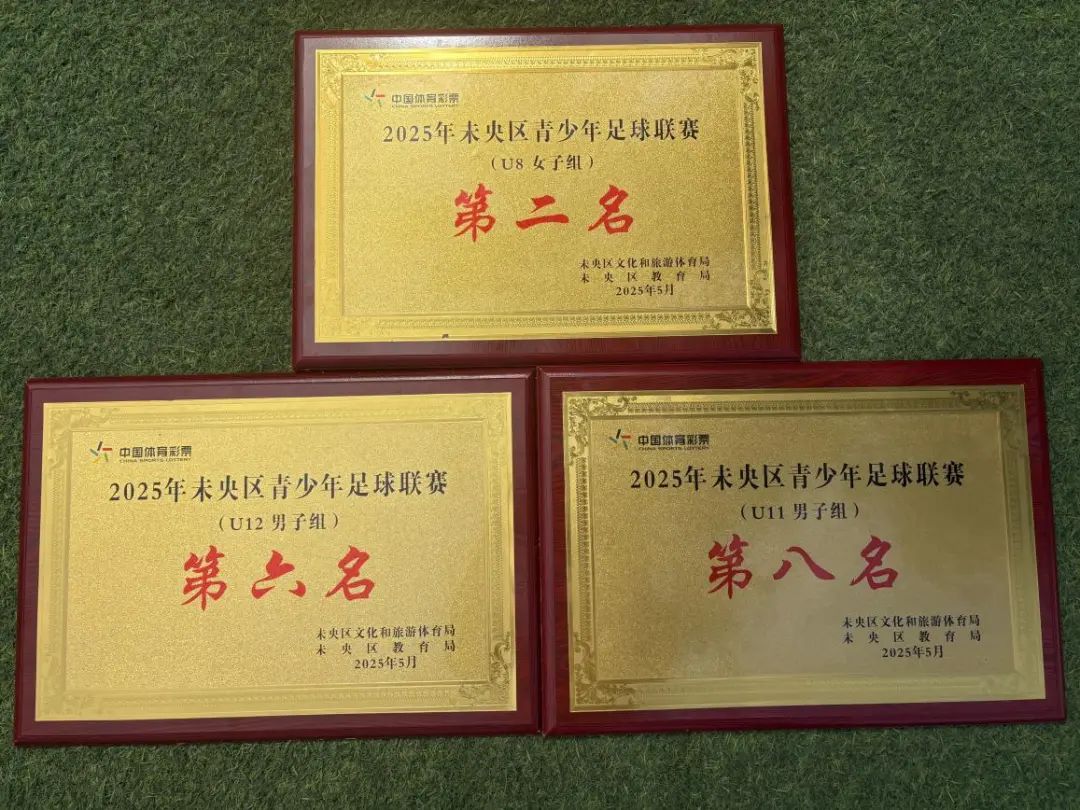 中国体育彩票
CHINA SPORTS LOTTERY
2025年未央区青少年足球联赛
（U8 女子组）
第二名
未央区文化和旅游体育局
未央区教育局
2025年5月
中国体育彩票
CHINA SPORTS LOTTERY
2025年未央区青少年足球联赛
（U12 男子组）
第六名
未央区文化和旅游体育局
未央区教育局
2025年5月
中国体育彩票
CHINA SPORTS LOTTERY
2025年未央区青少年足球联赛
（U11 男子组）
第八名
未央区文化和旅游体育局
未央区教育局
2025年5月